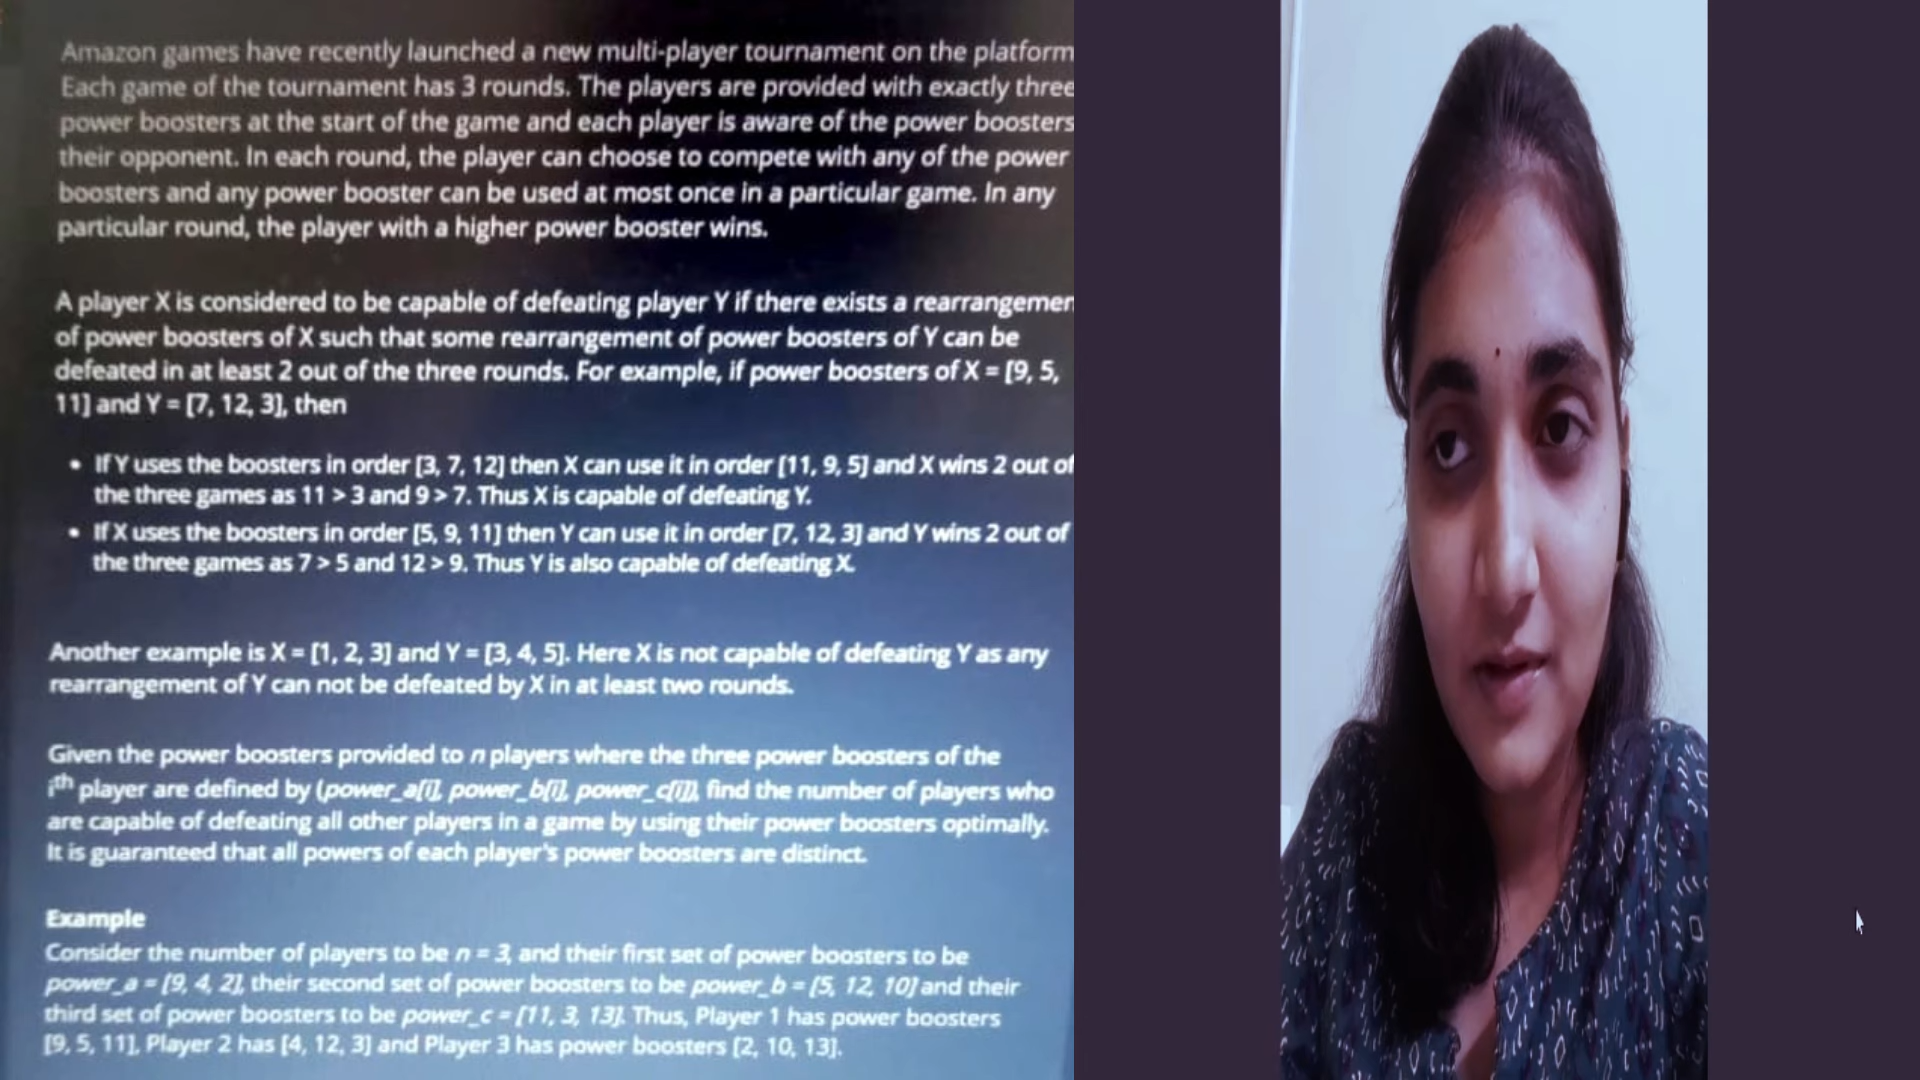 Amazon games have recently launched a new multi-player tournament on the platform
Each game of the tournament has 3 rounds. The players are provided with exactly three
power boosters at the start of the game and each player is aware of the power boosters
their opponent. In each round, the player can choose to compete with any of the power
boosters and any power booster can be used at most once in a particular game. In any
particular round, the player with a higher power booster wins.
A player X is considered to be capable of defeating player Y if there exists a rearrangemen
of power boosters of X such that some rearrangement of power boosters of Y can be
defeated in at least 2 out of the three rounds. For example, if power boosters of X = [9, 5,
11] and Y = [7, 12, 3], then
• If Y uses the boosters in order [3, 7, 12] then X can use it in order [11, 9, 5] and X wins 2 out of
the three games as 11 > 3 and 9 > 7. Thus X is capable of defeating Y.
• If X uses the boosters in order [5, 9, 11] then Y can use it in order [7, 12, 3] and Y wins 2 out of
the three games as 7 > 5 and 12 > 9. Thus Y is also capable of defeating X.
Another example is X = [1, 2, 3] and Y = [3, 4, 5]. Here X is not capable of defeating Y as any
rearrangement of Y can not be defeated by X in at least two rounds.
Given the power boosters provided to n players where the three power boosters of the
ith player are defined by (power_a[i], power_b[i], power_c[i]), find the number of players who
are capable of defeating all other players in a game by using their power boosters optimally.
It is guaranteed that all powers of each player's power boosters are distinct.
Example
Consider the number of players to be n = 3, and their first set of power boosters to be
power_a = [9, 4, 2], their second set of power boosters to be power_b = [5, 12, 10] and their
third set of power boosters to be power_c = [11, 3, 13]. Thus, Player 1 has power boosters
[9, 5, 11], Player 2 has [4, 12, 3] and Player 3 has power boosters [2, 10, 13].